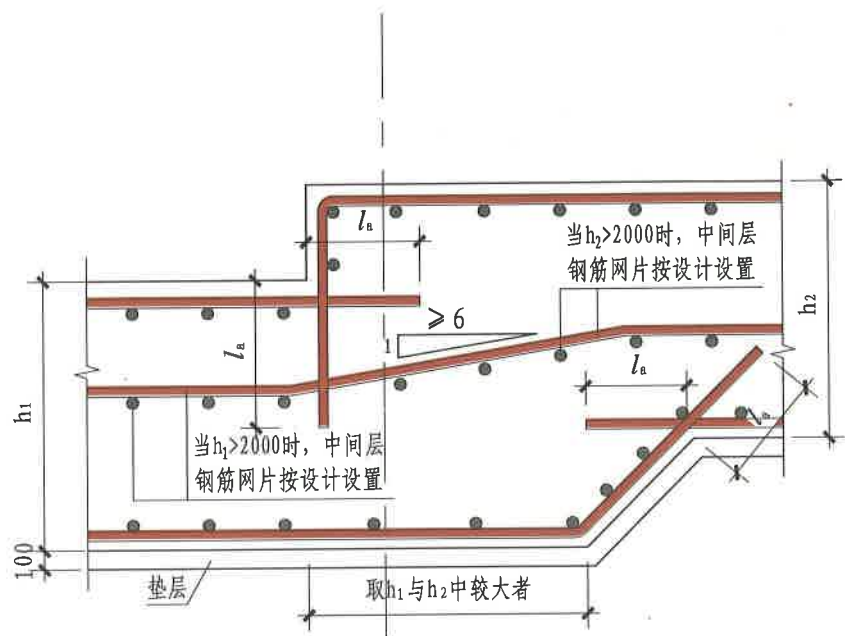 lₐ
当h₂>2000时，中间层
钢筋网片按设计设置
≥6
1
h₂
h₁
lₐ
lₐ
lₐ
当h₁>2000时，中间层
钢筋网片按设计设置
100
垫层
取h₁与h₂中较大者